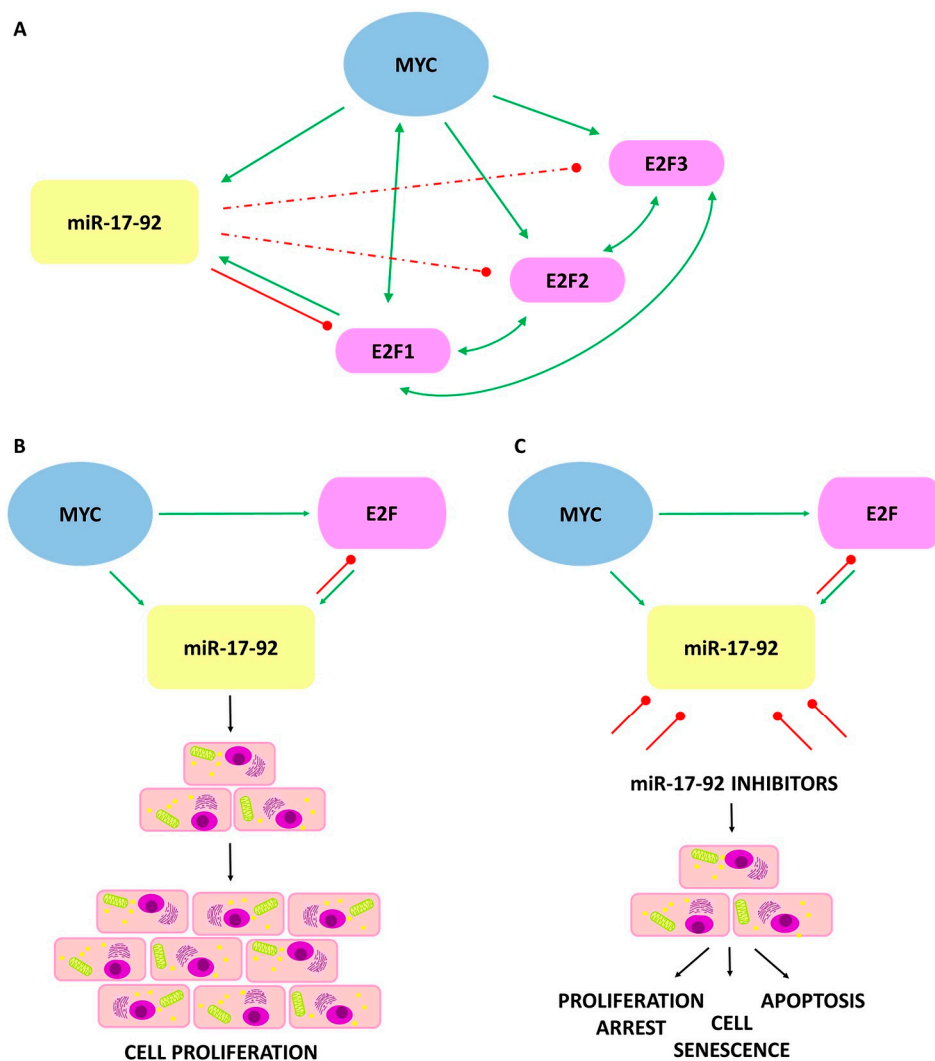 A
MYC
E2F3
miR-17-92
E2F2
E2F1
B
MYC
E2F
miR-17-92
CELL PROLIFERATION
C
MYC
E2F
miR-17-92
miR-17-92 INHIBITORS
PROLIFERATION
ARREST
CELL
SENESCENCE
APOPTOSIS